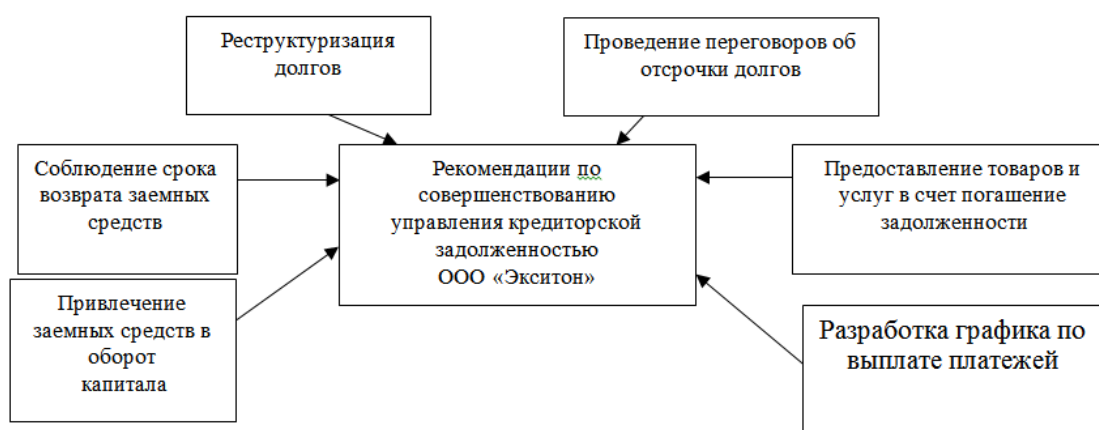 Реструктуризация
долгов
Проведение переговоров об
отсрочки долгов
Соблюдение срока
возврата заемных
средств
Рекомендации по
совершенствованию
управления кредиторской
задолженностью
ООО «Экситон»
Предоставление товаров и
услуг в счет погашение
задолженности
Привлечение
заемных средств в
оборот
капитала
Разработка графика по
выплате платежей